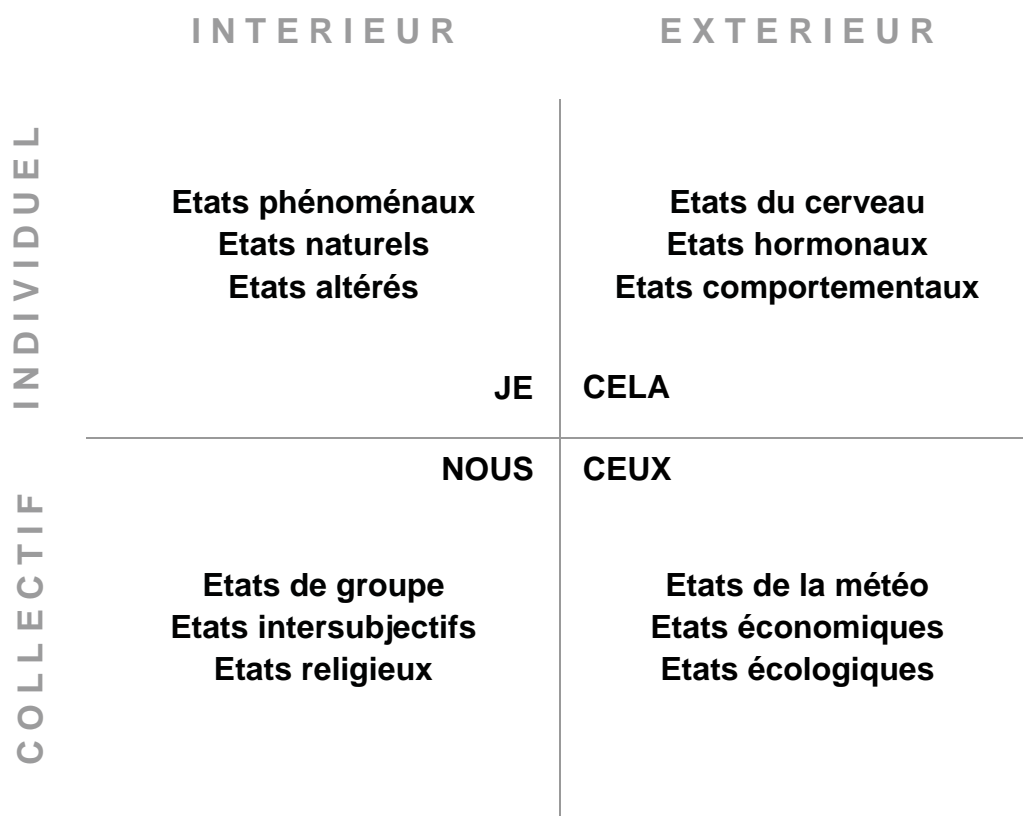 INTERIEUR EXTERIEUR
INDIVIDUEL
Etats phénoménaux
Etats naturels
Etats altérés
JE
Etats du cerveau
Etats hormonaux
Etats comportementaux
CELA
COLLECTIF
NOUS
Etats de groupe
Etats intersubjectifs
Etats religieux
CEUX
Etats de la météo
Etats économiques
Etats écologiques